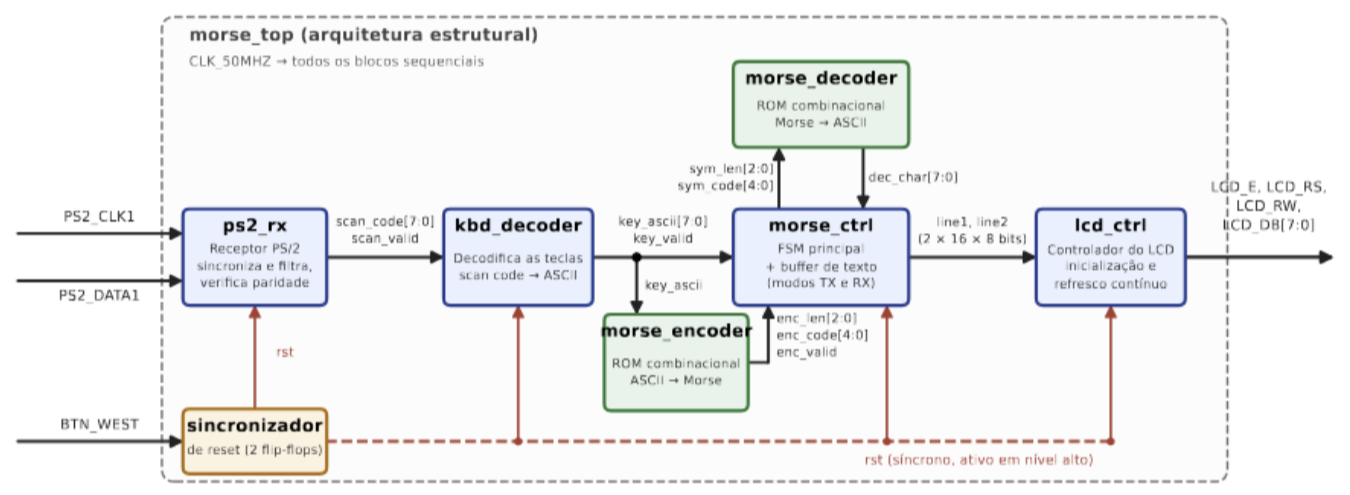 morse_top (arquitetura estrutural)
CLK_50MHZ → todos os blocos sequenciais
morse_decoder
ROM combinacional
Morse → ASCII
sym_len[2:0]
sym_code[4:0]
dec_char[7:0]
PS2_CLK1
PS2_DATA1
ps2_rx
Receptor PS/2
sincroniza e filtra,
verifica paridade
scan_code[7:0]
scan_valid
kbd_decoder
Decodifica as teclas
scan code → ASCII
key_ascii[7:0]
key_valid
key_ascii
morse_ctrl
FSM principal
+ buffer de texto
(modos TX e RX)
line1, line2
(2 × 16 × 8 bits)
lcd_ctrl
Controlador do LCD
inicialização e
refresco contínuo
LCD_E, LCD_RS,
LCD_RW,
LCD_DB[7:0]
morse_encoder
ROM combinacional
ASCII → Morse
enc_len[2:0]
enc_code[4:0]
enc_valid
rst
BTN_WEST
sincronizador
de reset (2 flip-flops)
rst (síncrono, ativo em nível alto)